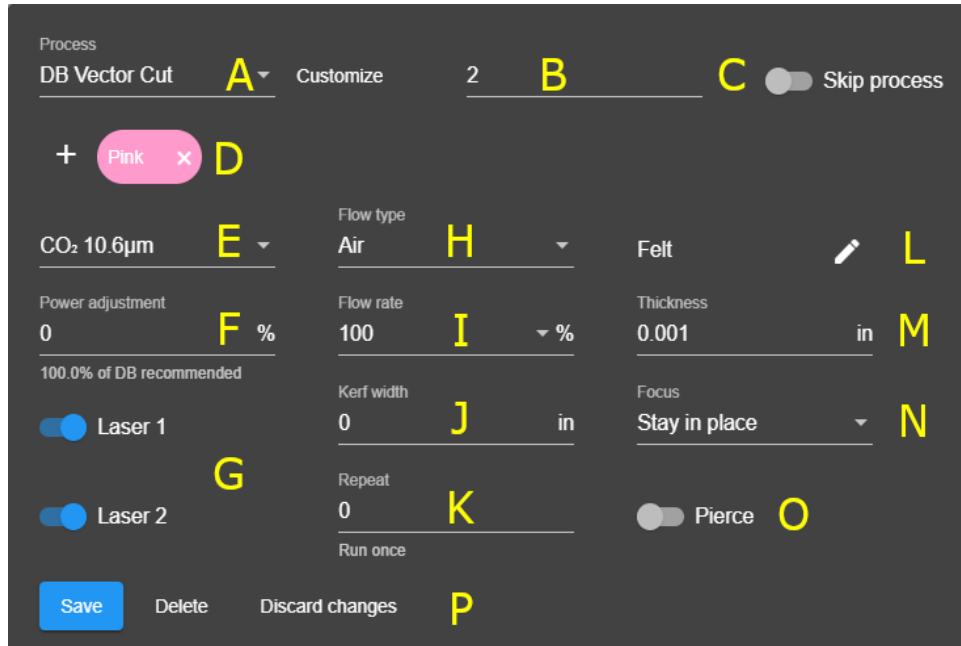 Process
DB Vector Cut A Customize 2 B C Skip process
+ Pink × D
CO₂ 10.6µm E
Flow type
Air H
Felt L
Power adjustment
0 F %
100.0% of DB recommended
Flow rate
100 I %
Thickness
0.001 in M
Laser 1
G
Laser 2
Kerf width
0 J in
Focus
Stay in place N
Repeat
0 K
Run once
Pierce O
Save Delete Discard changes P